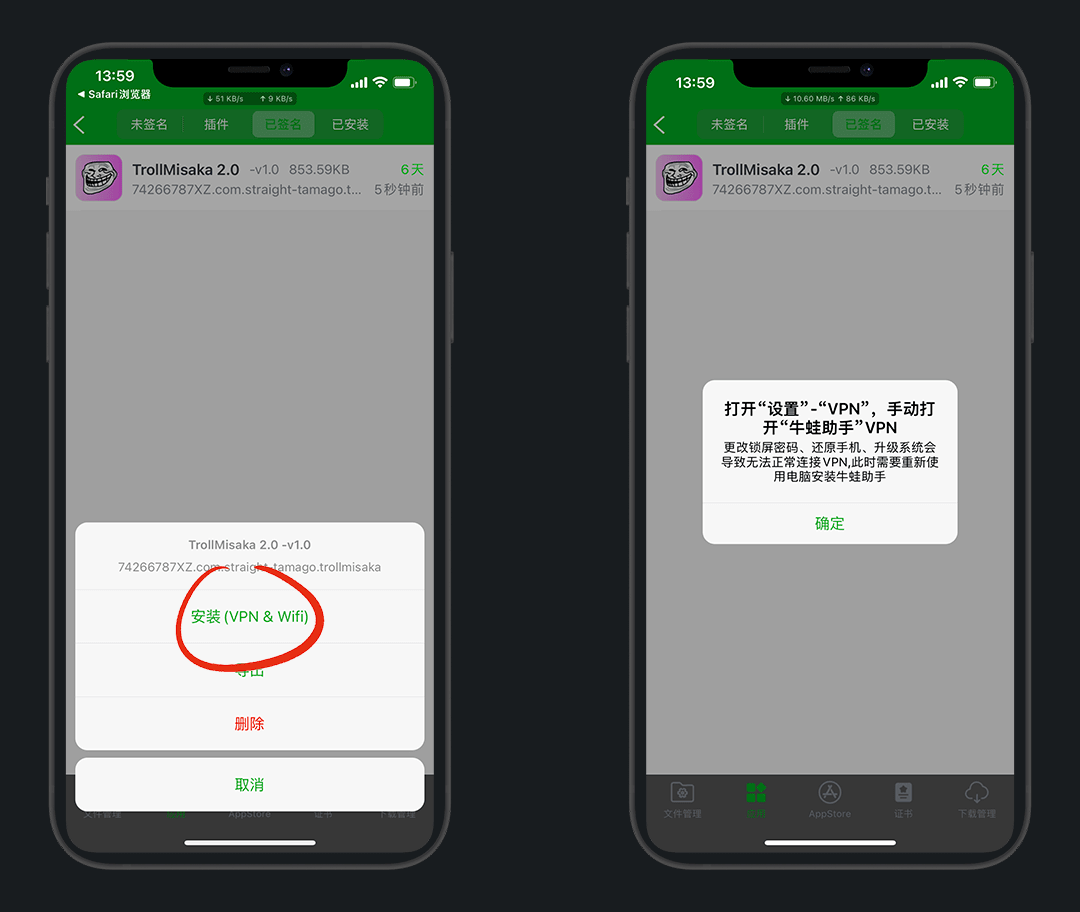 13:59
◀ Safari浏览器
↓ 51 KB/s ↑ 9 KB/s
未签名 插件 已签名 已安装
TrollMisaka 2.0 -v1.0 853.59KB 6天
74266787XZ.com.straight-tamago.t... 5秒钟前
TrollMisaka 2.0 -v1.0
74266787XZ.com.straight-tamago.trollmisaka
安装 (VPN & Wifi)
导出
删除
取消
文件管理 应用 AppStore 证书 下载管理
13:59
↓ 10.60 MB/s ↑ 86 KB/s
未签名 插件 已签名 已安装
TrollMisaka 2.0 -v1.0 853.59KB 6天
74266787XZ.com.straight-tamago.t... 5秒钟前
打开“设置”-“VPN”，手动打
开“牛蛙助手”VPN
更改锁屏密码、还原手机、升级系统会
导致无法正常连接VPN,此时需要重新使
用电脑安装牛蛙助手
确定
文件管理 应用 AppStore 证书 下载管理